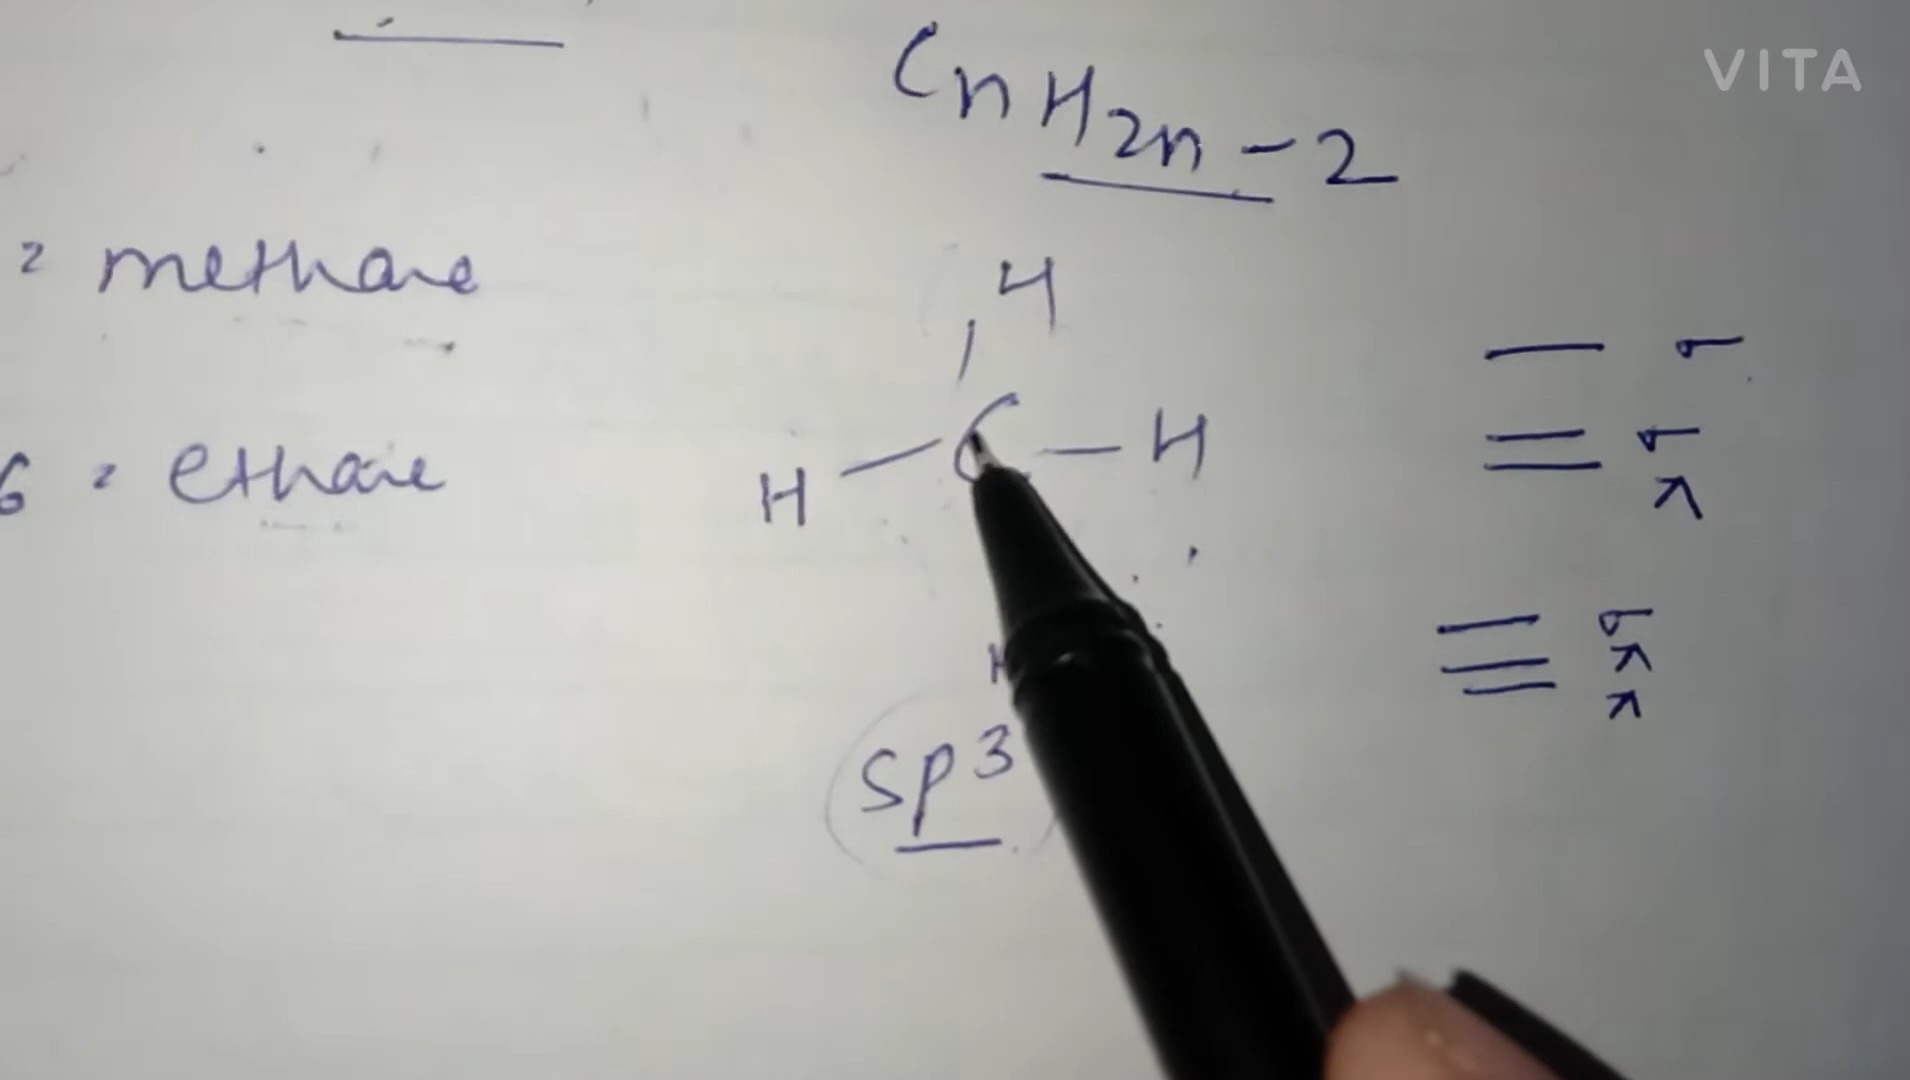 VITA
CnH2n-2
= methane
H
6 = ethane
H — C — H
H
sp3
— σ
= σ π
≡ σ π π